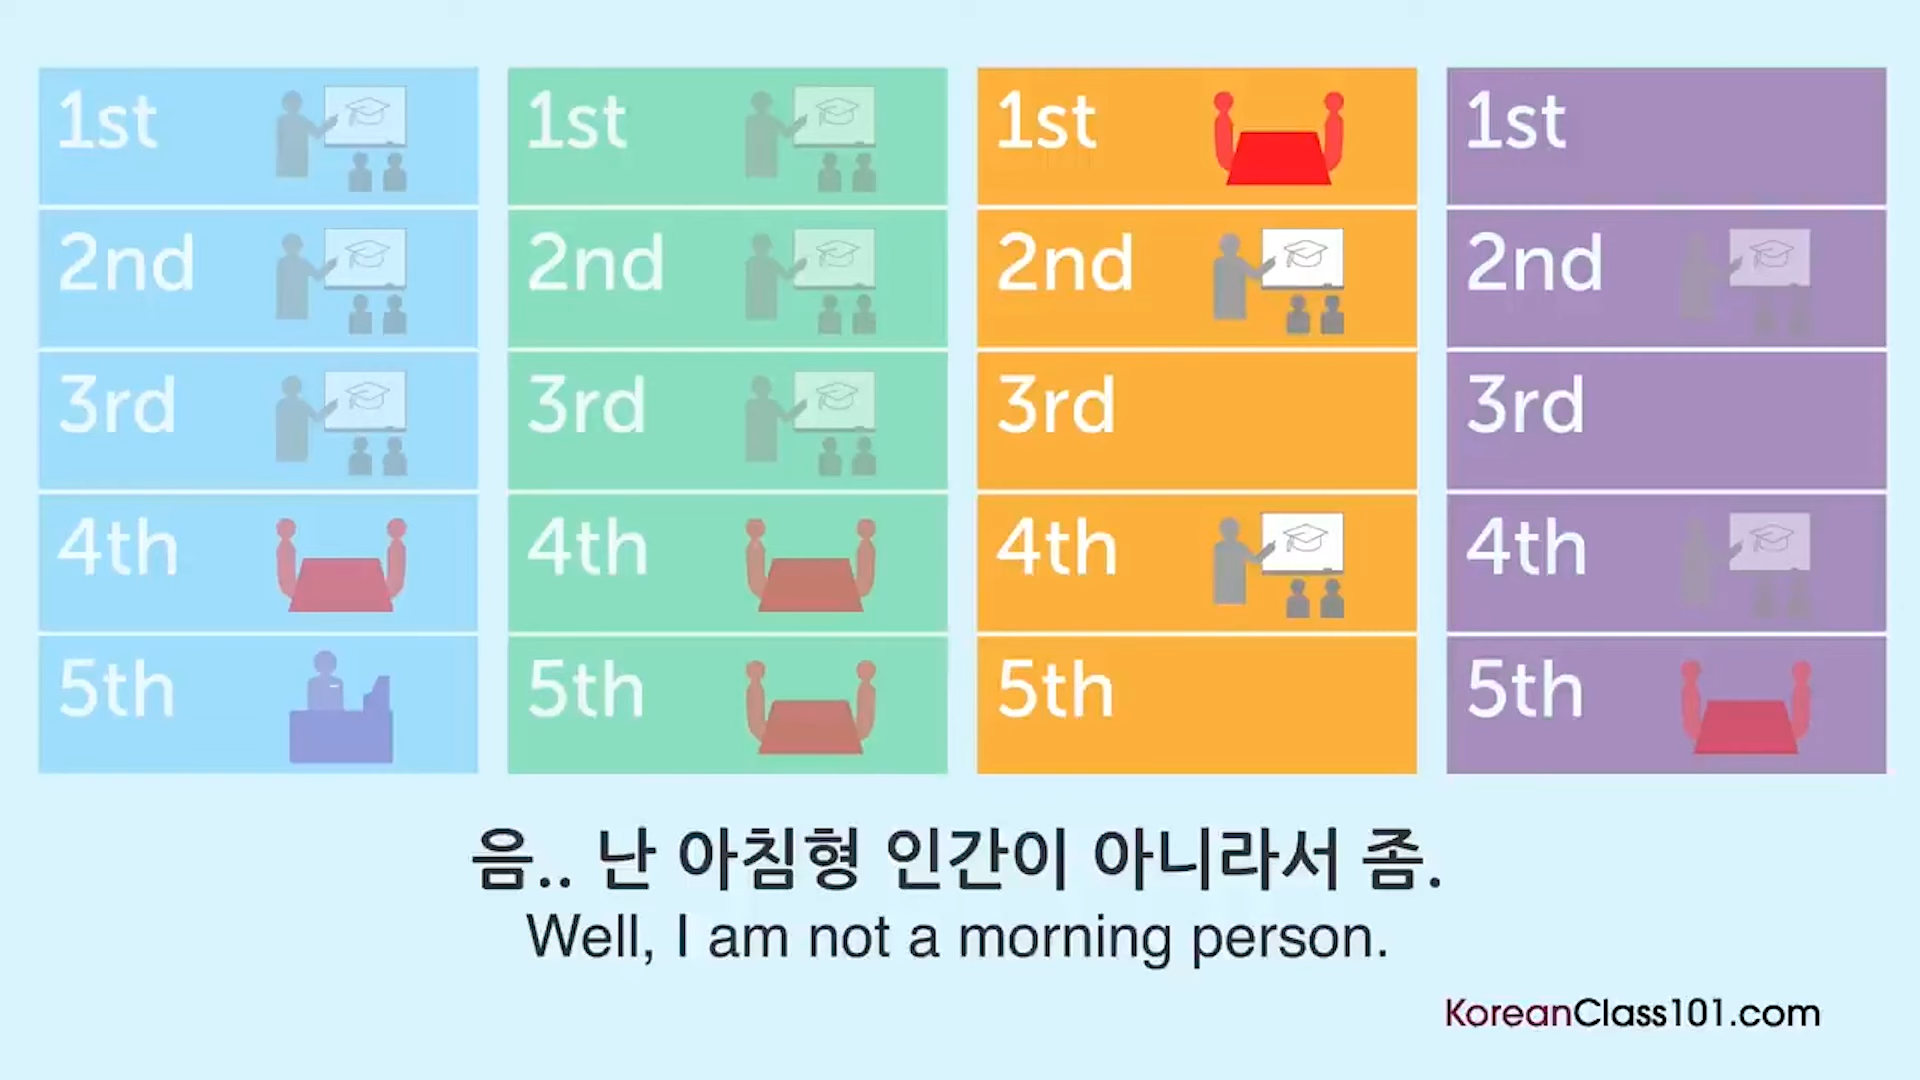 1st
2nd
3rd
4th
5th
1st
2nd
3rd
4th
5th
1st
2nd
3rd
4th
5th
1st
2nd
3rd
4th
5th
음.. 난 아침형 인간이 아니라서 좀.
Well, I am not a morning person.
KoreanClass101.com